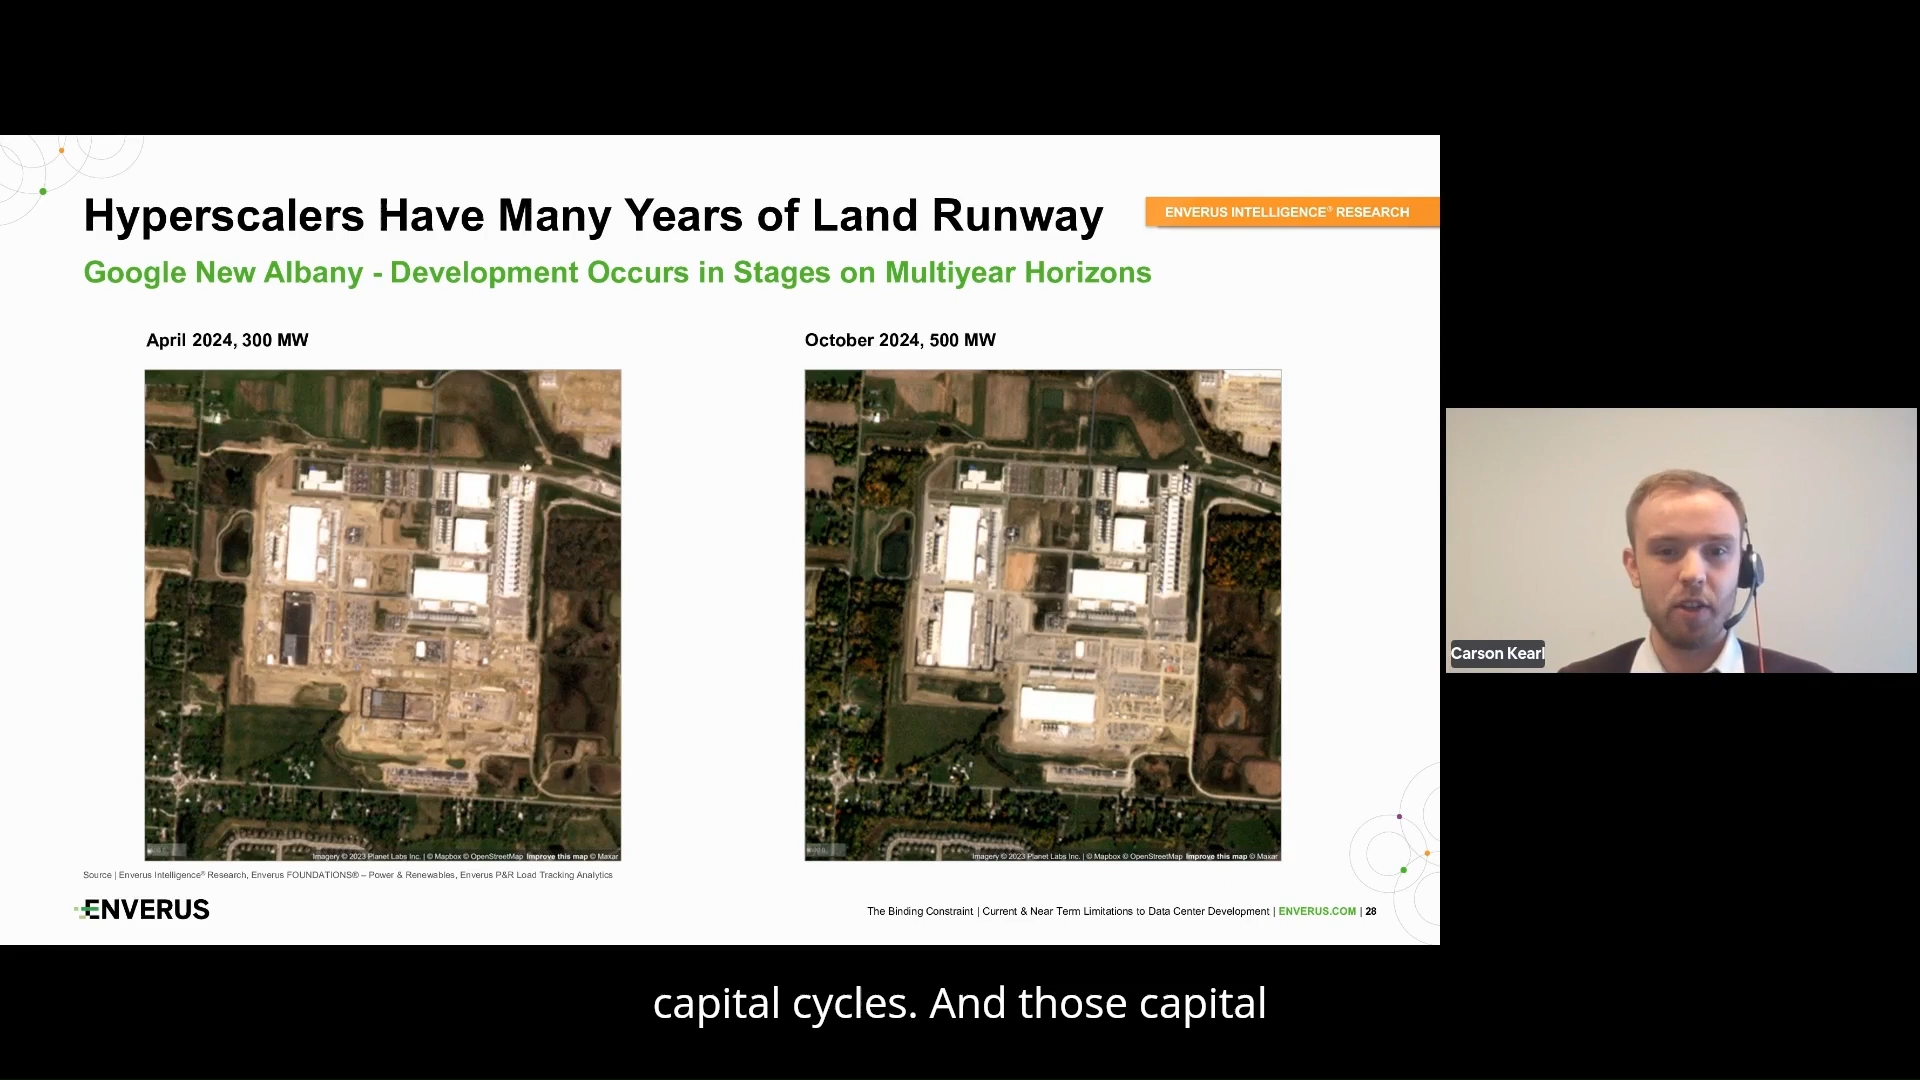 Hyperscalers Have Many Years of Land Runway
ENVERUS INTELLIGENCE® RESEARCH
Google New Albany - Development Occurs in Stages on Multiyear Horizons
April 2024, 300 MW
October 2024, 500 MW
Imagery © 2023 Planet Labs Inc. | © Mapbox © OpenStreetMap Improve this map © Maxar
Imagery © 2023 Planet Labs Inc. | © Mapbox © OpenStreetMap Improve this map © Maxar
Source | Enverus Intelligence® Research, Enverus FOUNDATIONS® – Power & Renewables, Enverus P&R Load Tracking Analytics
ENVERUS
The Binding Constraint | Current & Near Term Limitations to Data Center Development | ENVERUS.COM | 28
Carson Kearl
capital cycles. And those capital